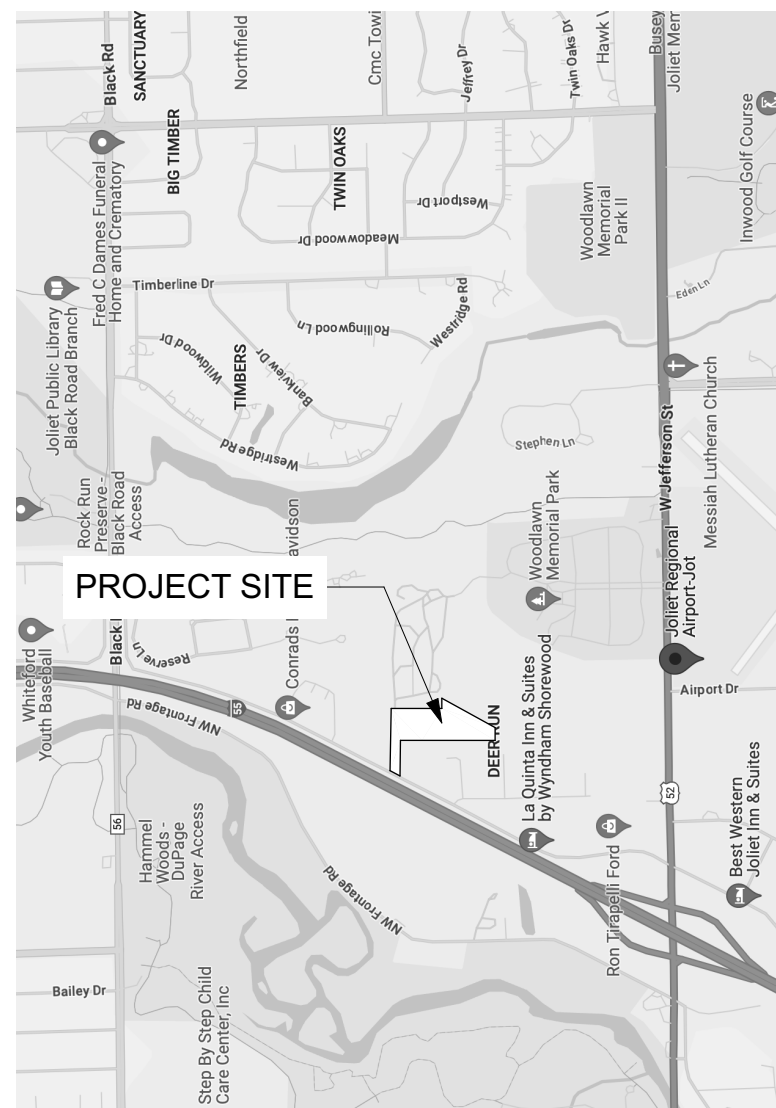 Black Rd
SANCTUARY
Northfield
Cmc Towi
Jeffrey Dr
Twin Oaks Dr
Hawk V
Busey
Joliet Mem
Inwood Golf Course
BIG TIMBER
TWIN OAKS
Fred C Dames Funeral
Home and Crematory
Westport Dr
Meadowwood Dr
Woodlawn
Memorial
Park II
Timberline Dr
Eden Ln
Joliet Public Library
Black Road Branch
Wildwood Dr
TIMBERS
Bankview Dr
Rollingwood Ln
Westridge Rd
Westridge Rd
Stephen Ln
W Jefferson St
Messiah Lutheran Church
Rock Run
Preserve -
Black Road
Access
avidson
Woodlawn
Memorial Park
PROJECT SITE
Joliet Regional
Airport-Jot
Whiteford
Youth Baseball
Reserve Ln
Conrads
NW Frontage Rd
55
DEER RUN
La Quinta Inn & Suites
by Wyndham Shorewood
Airport Dr
52
56
Hammel
Woods -
DuPage
River Access
NW Frontage Rd
Ron Tirapelli Ford
Best Western
Joliet Inn & Suites
Bailey Dr
Step By Step Child
Care Center, Inc